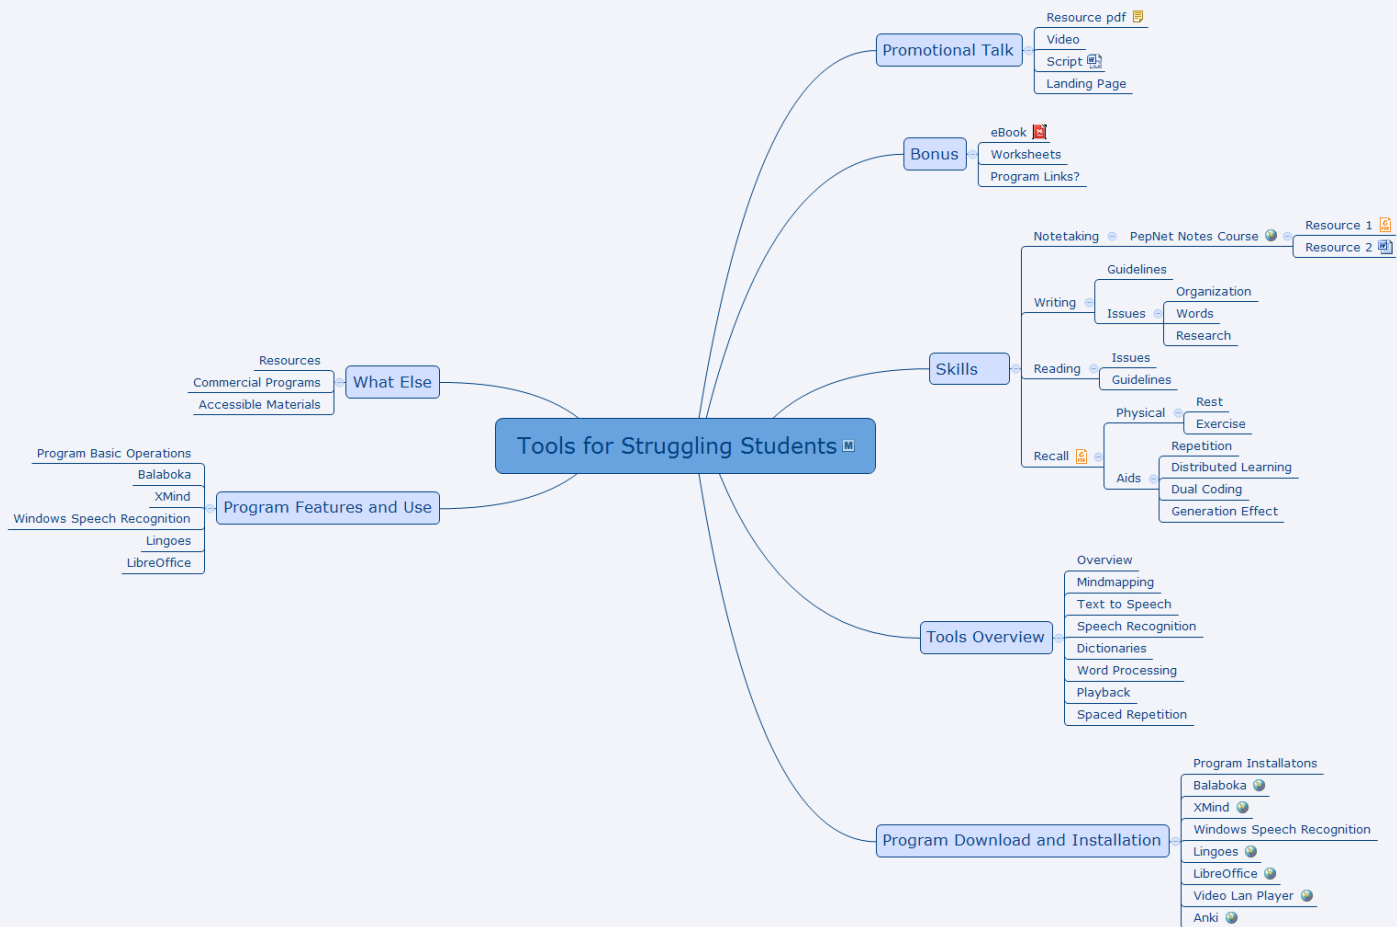 Tools for Struggling Students
Promotional Talk
Resource pdf
Video
Script
Landing Page
Bonus
eBook
Worksheets
Program Links?
Skills
Notetaking
PepNet Notes Course
Resource 1
Resource 2
Writing
Guidelines
Issues
Organization
Words
Research
Reading
Issues
Guidelines
Recall
Physical
Rest
Exercise
Aids
Repetition
Distributed Learning
Dual Coding
Generation Effect
Tools Overview
Overview
Mindmapping
Text to Speech
Speech Recognition
Dictionaries
Word Processing
Playback
Spaced Repetition
Program Download and Installation
Program Installatons
Balaboka
XMind
Windows Speech Recognition
Lingoes
LibreOffice
Video Lan Player
Anki
What Else
Resources
Commercial Programs
Accessible Materials
Program Features and Use
Program Basic Operations
Balaboka
XMind
Windows Speech Recognition
Lingoes
LibreOffice